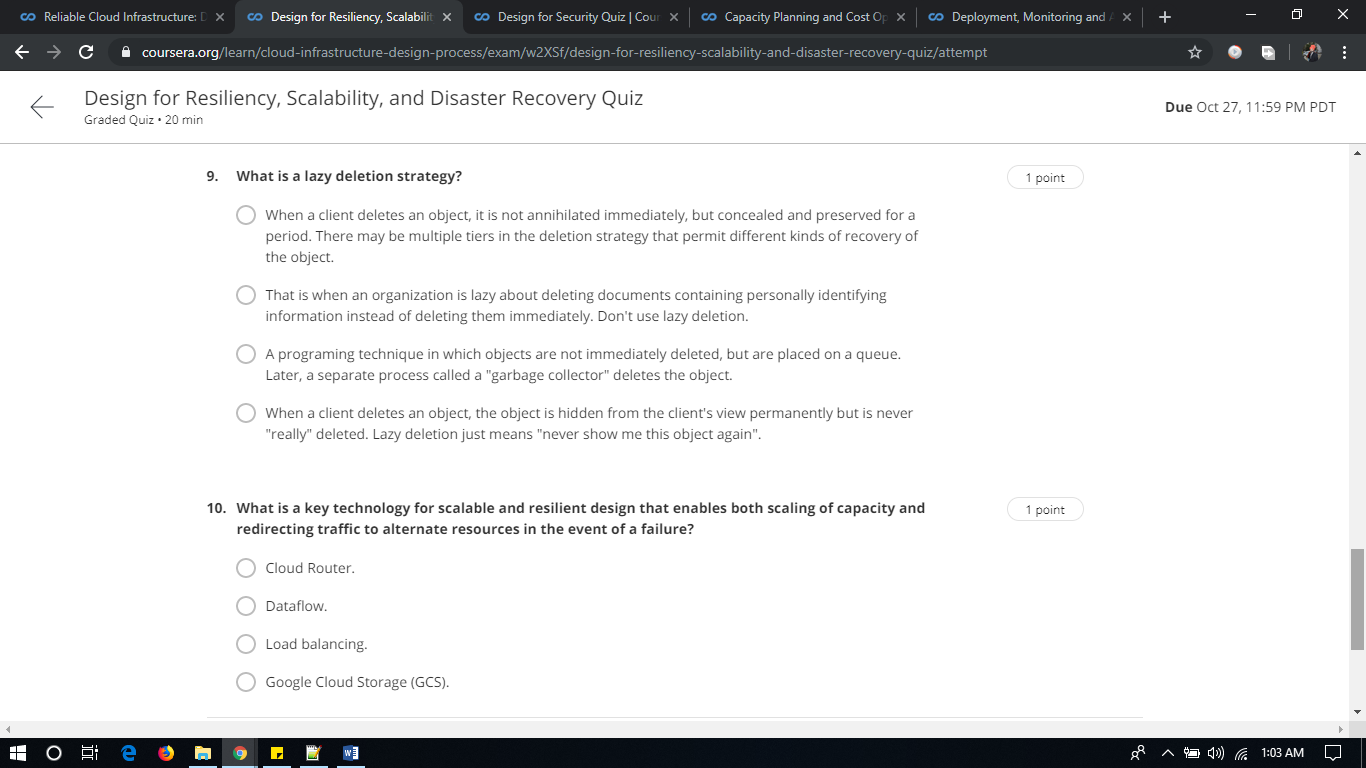 Reliable Cloud Infrastructure: D
Design for Resiliency, Scalabilit
Design for Security Quiz | Cour
Capacity Planning and Cost Op
Deployment, Monitoring and A
coursera.org/learn/cloud-infrastructure-design-process/exam/w2XSf/design-for-resiliency-scalability-and-disaster-recovery-quiz/attempt
Design for Resiliency, Scalability, and Disaster Recovery Quiz
Graded Quiz • 20 min
Due Oct 27, 11:59 PM PDT
9. What is a lazy deletion strategy?
1 point
When a client deletes an object, it is not annihilated immediately, but concealed and preserved for a
period. There may be multiple tiers in the deletion strategy that permit different kinds of recovery of
the object.
That is when an organization is lazy about deleting documents containing personally identifying
information instead of deleting them immediately. Don't use lazy deletion.
A programing technique in which objects are not immediately deleted, but are placed on a queue.
Later, a separate process called a "garbage collector" deletes the object.
When a client deletes an object, the object is hidden from the client's view permanently but is never
"really" deleted. Lazy deletion just means "never show me this object again".
10. What is a key technology for scalable and resilient design that enables both scaling of capacity and
redirecting traffic to alternate resources in the event of a failure?
1 point
Cloud Router.
Dataflow.
Load balancing.
Google Cloud Storage (GCS).
1:03 AM